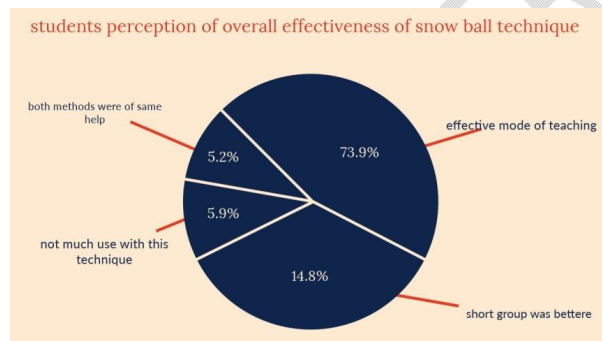 students perception of overall effectiveness of snow ball technique
both methods were of same
help
effective mode of teaching
73.9%
5.2%
5.9%
not much use with this
technique
14.8%
short group was bettere